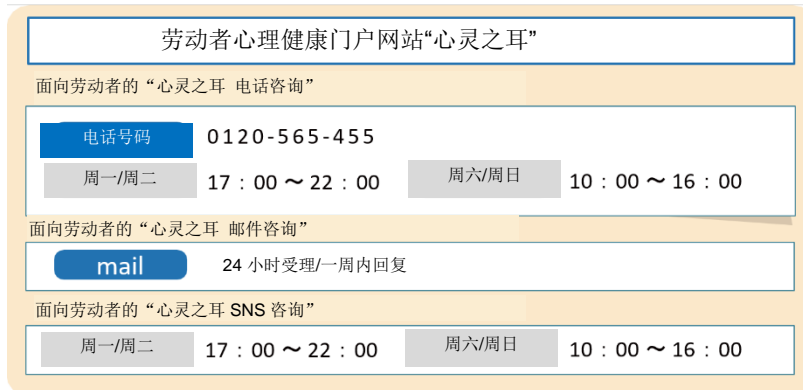 劳动者心理健康门户网站“心灵之耳”
面向劳动者的“心灵之耳 电话咨询”
电话号码 0120-565-455
周一/周二 17：00～22：00 周六/周日 10：00～16：00
面向劳动者的“心灵之耳 邮件咨询”
mail 24 小时受理/一周内回复
面向劳动者的“心灵之耳 SNS 咨询”
周一/周二 17：00～22：00 周六/周日 10：00～16：00